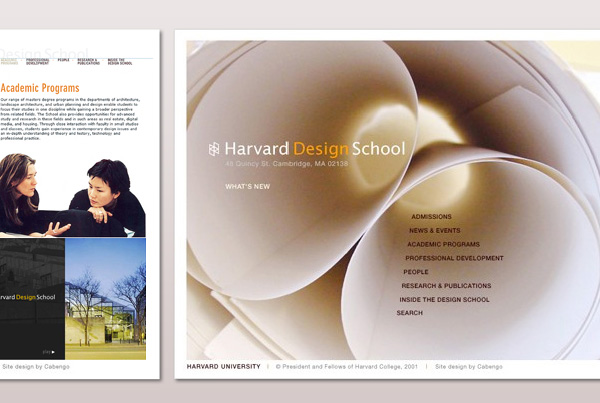 Design School
PROGRAMS
PROFESSIONAL DEVELOPMENT
PEOPLE
RESEARCH & PUBLICATIONS
INSIDE THE DESIGN SCHOOL
Academic Programs
Our range of masters degree programs in the departments of architecture,
landscape architecture, and urban planning and design enable students to
focus their studies in one discipline while gaining a broader perspective
from related fields. The School also provides opportunities for advanced
study and research in these fields and in such areas as real estate, digital
media, and housing. Through close interaction with faculty in small studios
and classes, students gain experience in contemporary design issues and
an in-depth understanding of theory and history, technology and
professional practice.
rvard Design School
play
Site design by Cabengo
Harvard Design School
48 Quincy St, Cambridge, MA 02138
WHAT'S NEW
ADMISSIONS
NEWS & EVENTS
ACADEMIC PROGRAMS
PROFESSIONAL DEVELOPMENT
PEOPLE
RESEARCH & PUBLICATIONS
INSIDE THE DESIGN SCHOOL
SEARCH
HARVARD UNIVERSITY | © President and Fellows of Harvard College, 2001 | Site design by Cabengo